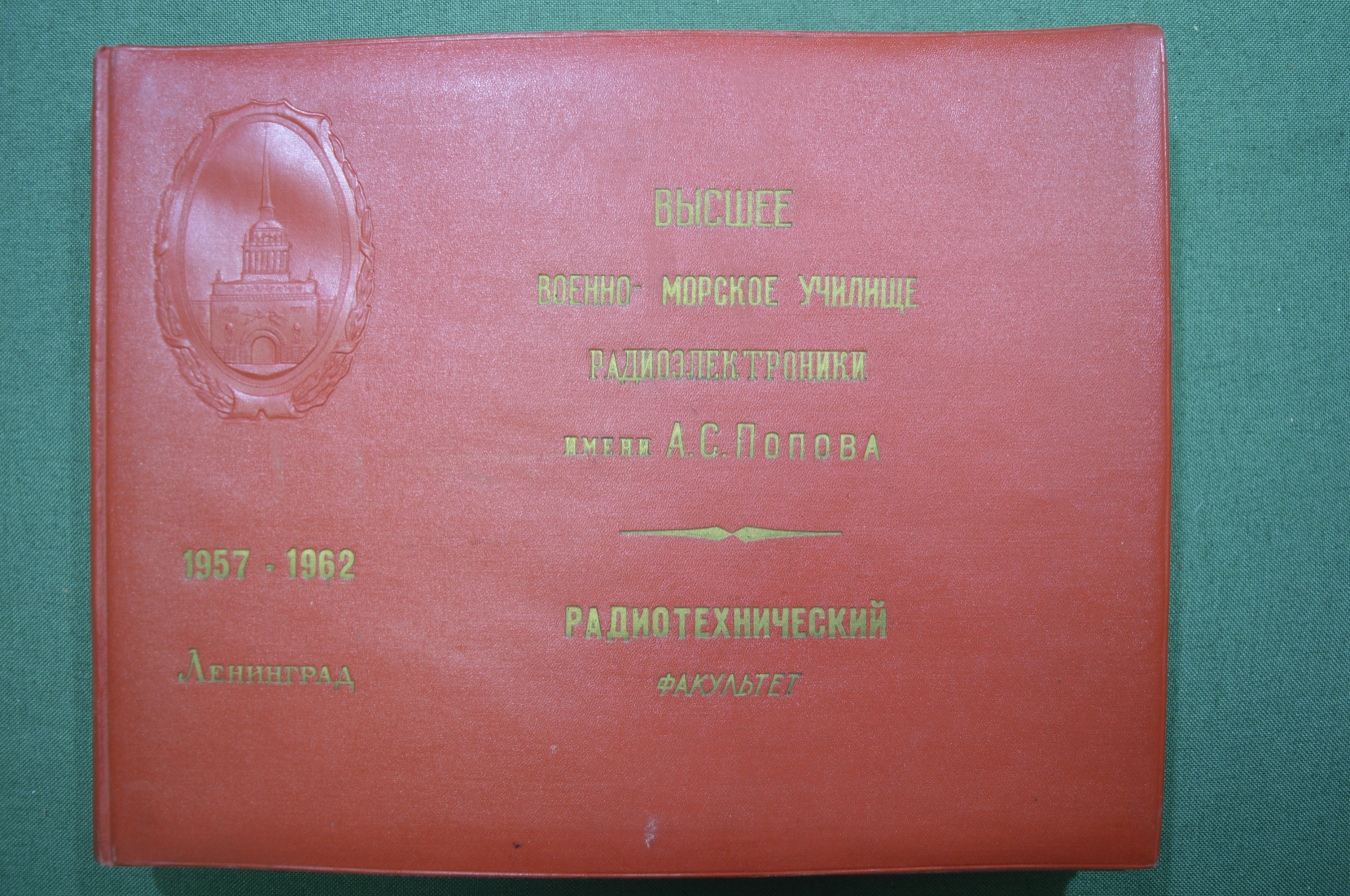 ВЫСШЕЕ
ВОЕННО- МОРСКОЕ УЧИЛИЩЕ
РАДИОЭЛЕКТРОНИКИ
ИМЕНИ А.С.ПОПОВА
1957 - 1962
ЛЕНИНГРАД
РАДИОТЕХНИЧЕСКИЙ
ФАКУЛЬТЕТ